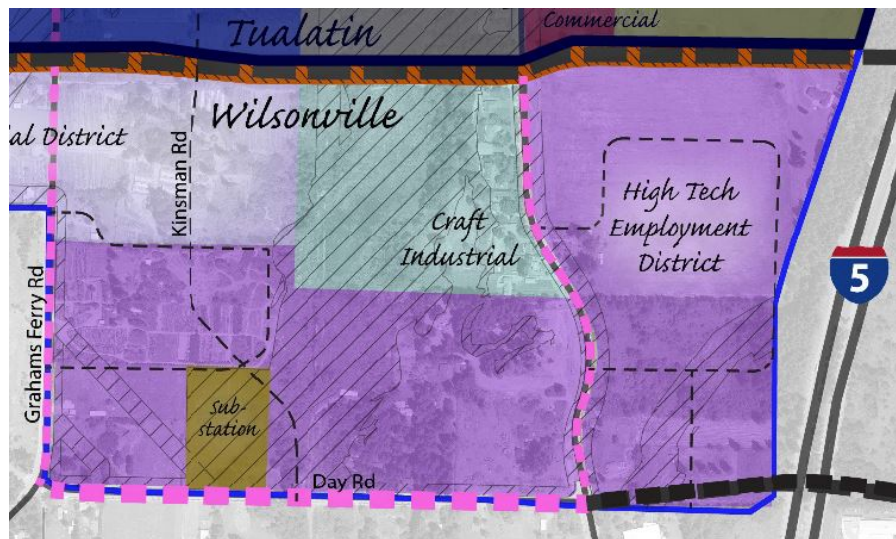 Commercial
Tualatin
Wilsonville
al District
Kinsman Rd
High Tech
Employment
District
Craft
Industrial
5
Grahams Ferry Rd
Sub-
station
Day Rd